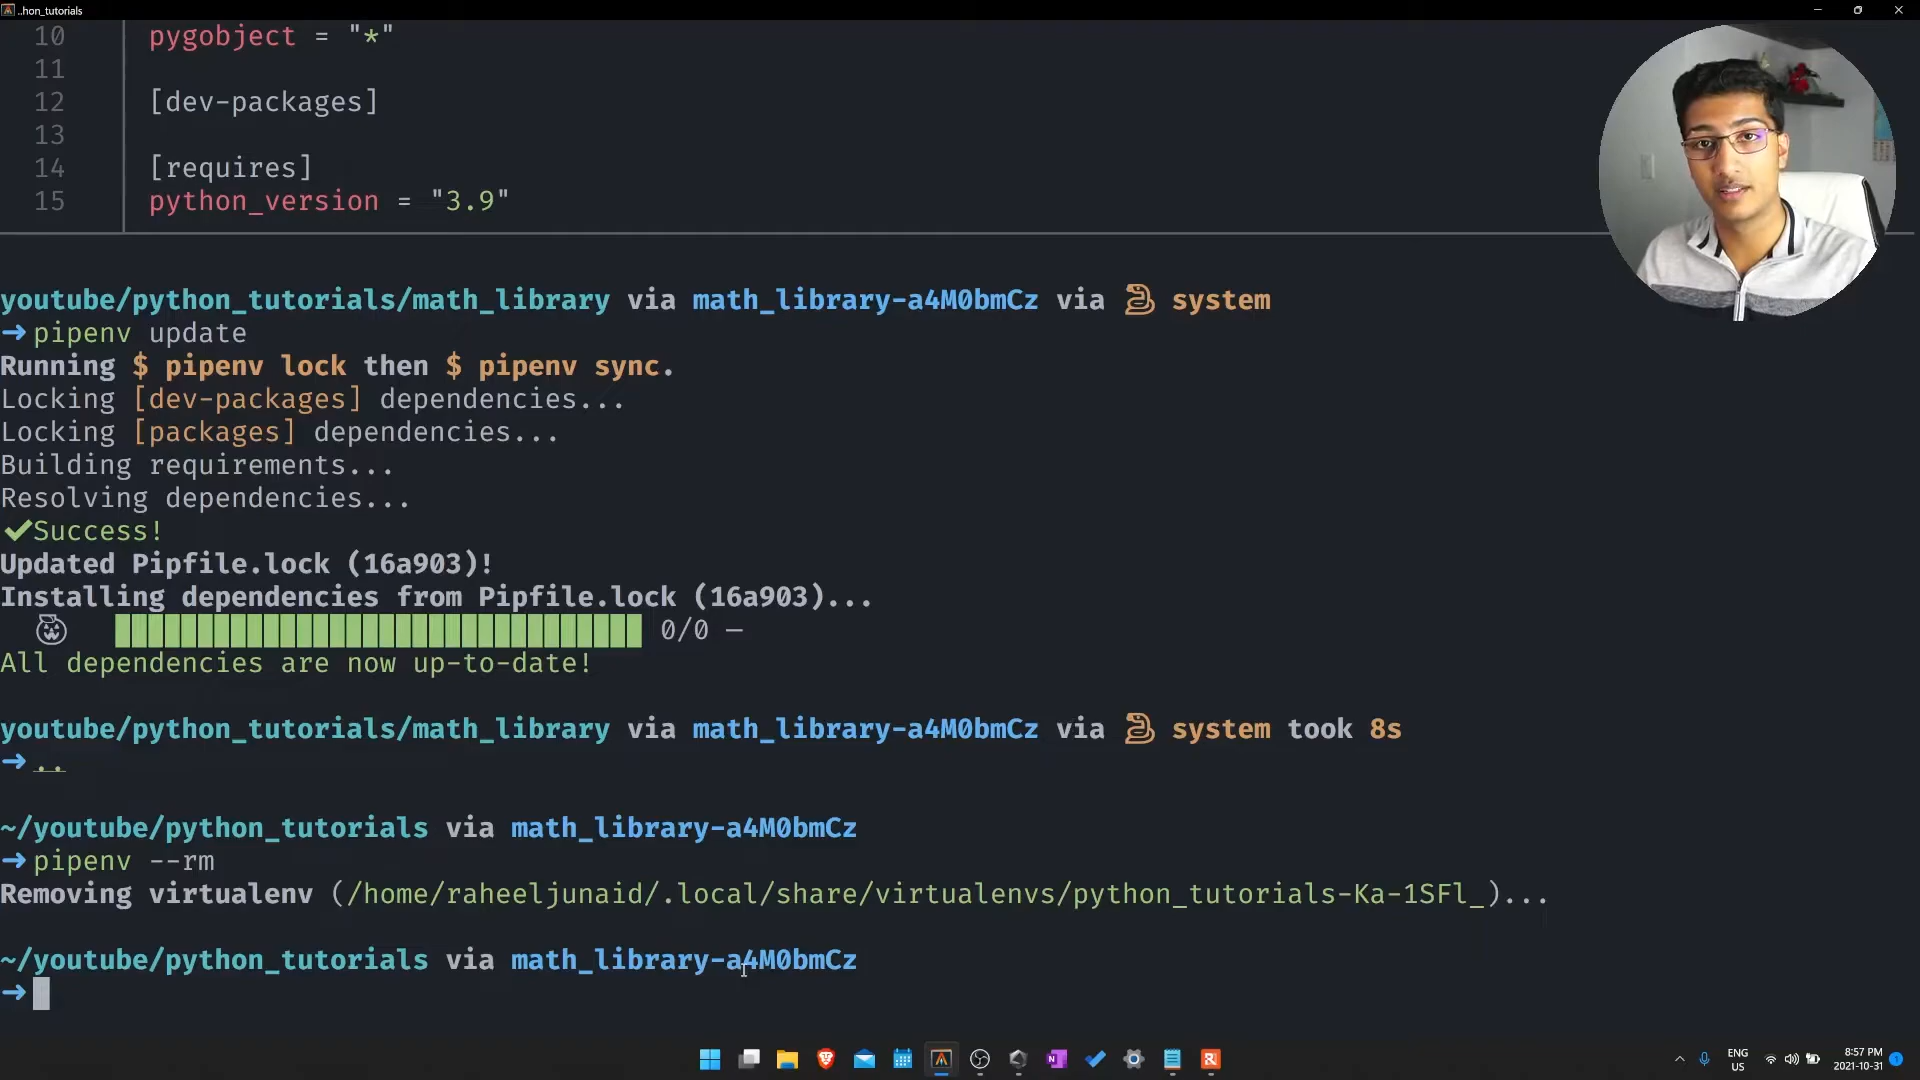 ..hon_tutorials
10 pygobject = "*"
11
12 [dev-packages]
13
14 [requires]
15 python_version = "3.9"
youtube/python_tutorials/math_library via math_library-a4M0bmCz via system
➜ pipenv update
Running $ pipenv lock then $ pipenv sync.
Locking [dev-packages] dependencies...
Locking [packages] dependencies...
Building requirements...
Resolving dependencies...
✔Success!
Updated Pipfile.lock (16a903)!
Installing dependencies from Pipfile.lock (16a903)...
0/0 —
All dependencies are now up-to-date!
youtube/python_tutorials/math_library via math_library-a4M0bmCz via system took 8s
➜ ..
~/youtube/python_tutorials via math_library-a4M0bmCz
➜ pipenv --rm
Removing virtualenv (/home/raheeljunaid/.local/share/virtualenvs/python_tutorials-Ka-1SFl_)...
~/youtube/python_tutorials via math_library-a4M0bmCz
➜
ENG
US
8:57 PM
2021-10-31